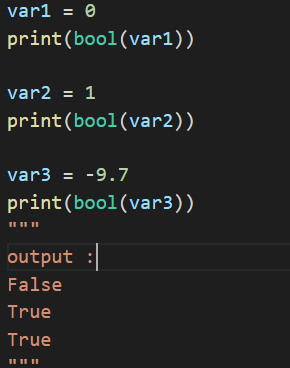 var1 = 0
print(bool(var1))
var2 = 1
print(bool(var2))
var3 = -9.7
print(bool(var3))
"""
output :
False
True
True
"""